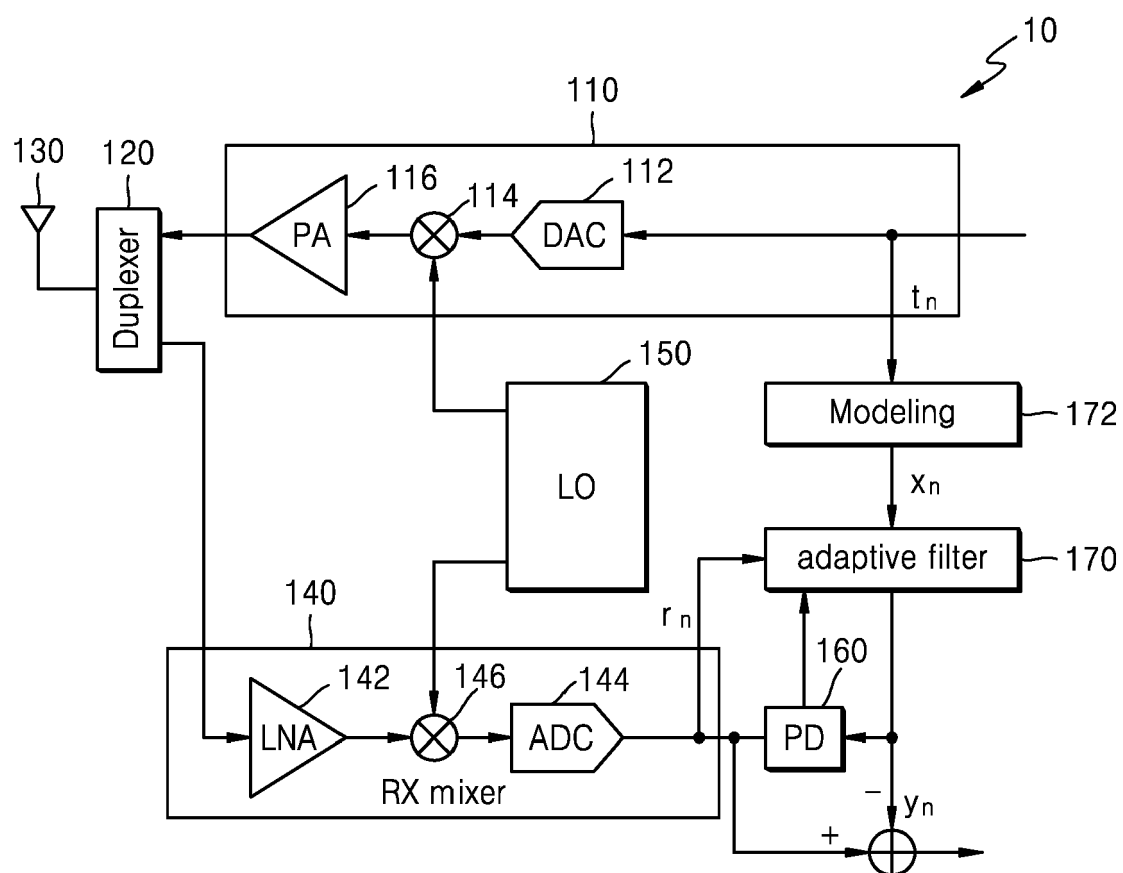 10
110
130
120
116
114
112
PA
DAC
Duplexer
tn
150
Modeling
172
LO
xn
adaptive filter
170
140
rn
160
142
146
144
LNA
ADC
PD
RX mixer
− yn
+